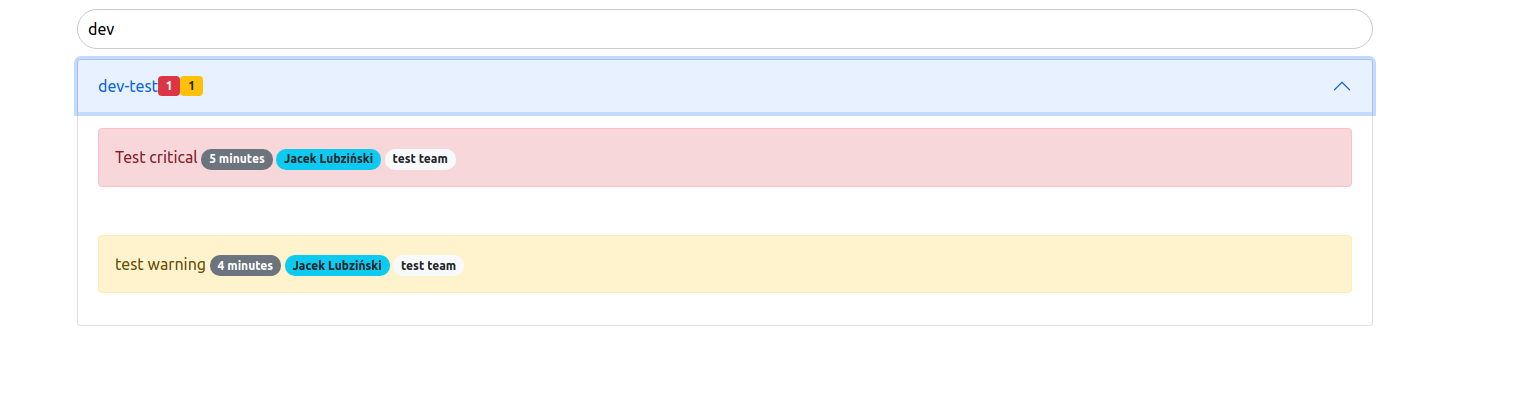 dev
dev-test 1 1
Test critical 5 minutes Jacek Lubziński test team
test warning 4 minutes Jacek Lubziński test team